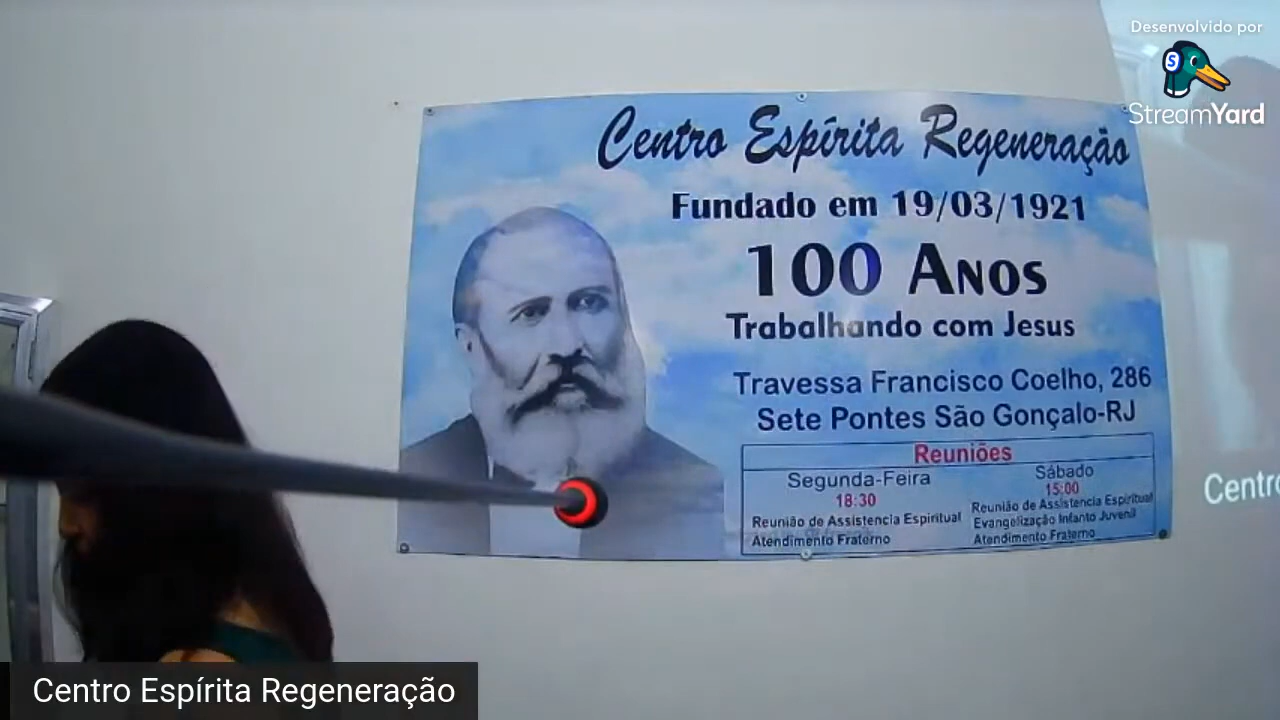 Desenvolvido por
StreamYard
Centro Espírita Regeneração
Fundado em 19/03/1921
100 ANOS
Trabalhando com Jesus
Travessa Francisco Coelho, 286
Sete Pontes São Gonçalo-RJ
Reuniões
Segunda-Feira
18:30
Reunião de Assistencia Espiritual
Atendimento Fraterno
Sábado
15:00
Reunião de Assistencia Espiritual
Evangelização Infanto Juvenil
Atendimento Fraterno
Centro
Centro Espírita Regeneração